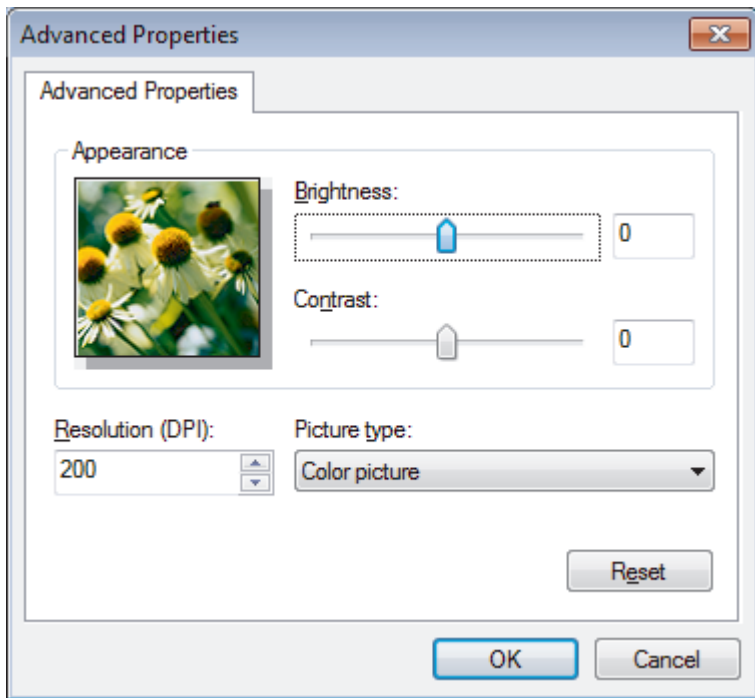 Advanced Properties
Advanced Properties
Appearance
Brightness:
0
Contrast:
0
Resolution (DPI):
200
Picture type:
Color picture
Reset
OK
Cancel